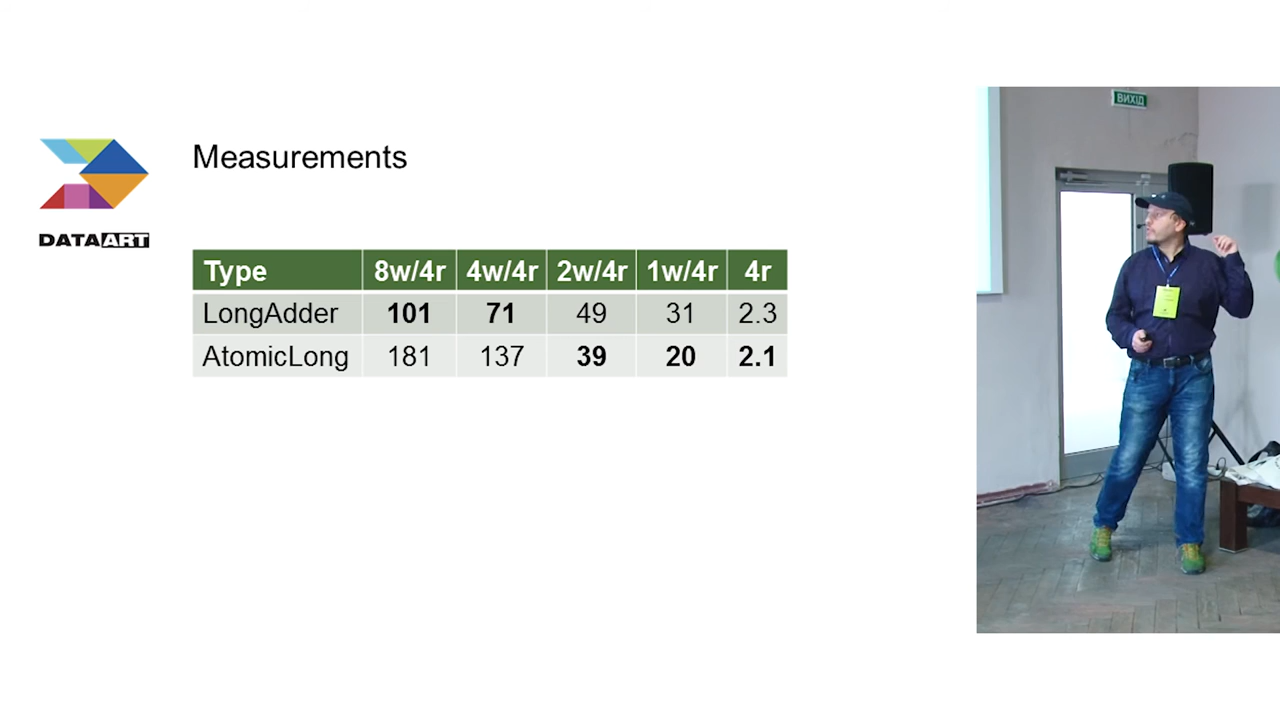 Measurements
DATAART
Type 8w/4r 4w/4r 2w/4r 1w/4r 4r
LongAdder 101 71 49 31 2.3
AtomicLong 181 137 39 20 2.1
ВИХІД